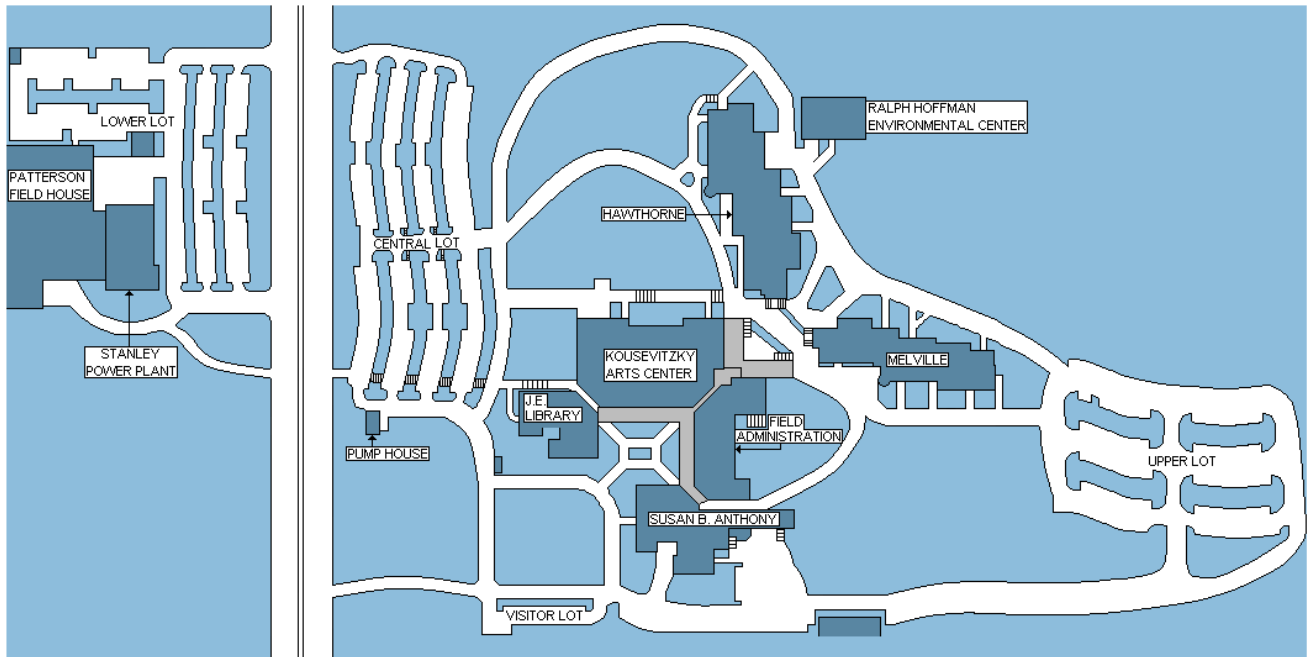 LOWER LOT
PATTERSON
FIELD HOUSE
STANLEY
POWER PLANT
CENTRAL LOT
PUMP HOUSE
J.E.
LIBRARY
KOUSEVITZKY
ARTS CENTER
HAWTHORNE
RALPH HOFFMAN
ENVIRONMENTAL CENTER
MELVILLE
FIELD
ADMINISTRATION
SUSAN B. ANTHONY
VISITOR LOT
UPPER LOT